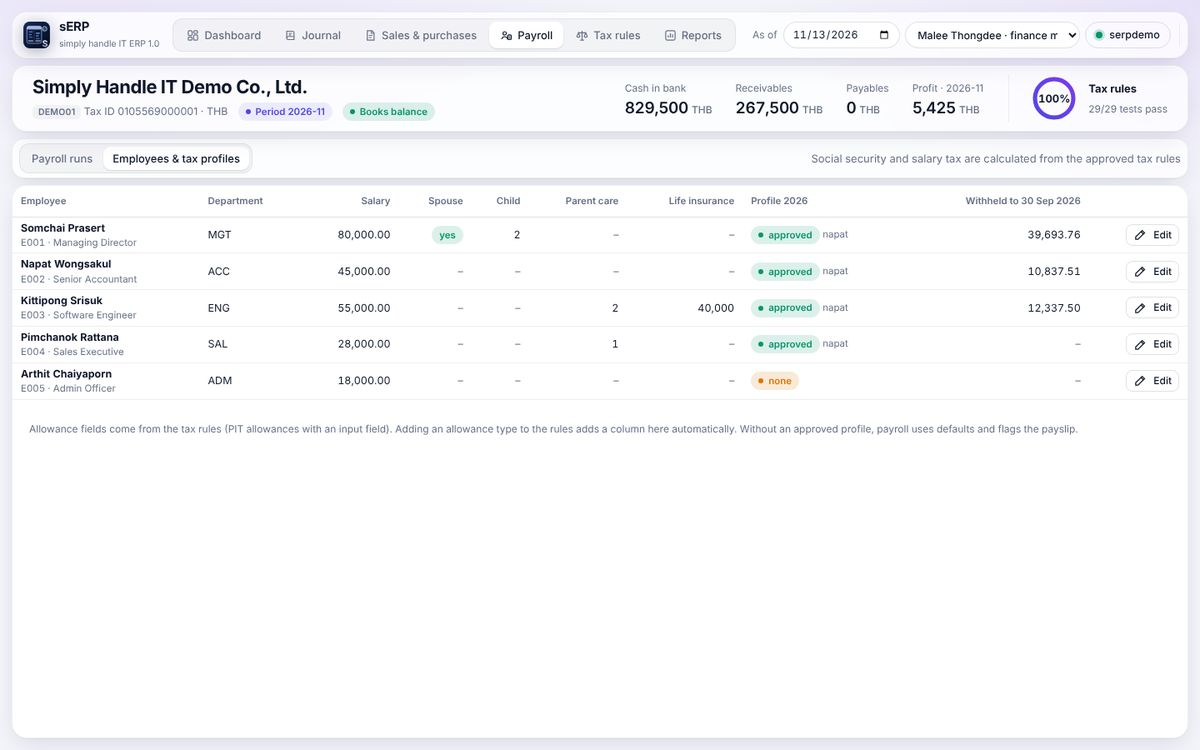 sERP
simply handle IT ERP 1.0
Dashboard
Journal
Sales & purchases
Payroll
Tax rules
Reports
As of
11/13/2026
Malee Thongdee · finance m
serpdemo
Simply Handle IT Demo Co., Ltd.
DEMO01 Tax ID 0105569000001 · THB Period 2026-11 Books balance
Cash in bank
829,500 THB
Receivables
267,500 THB
Payables
0 THB
Profit · 2026-11
5,425 THB
100%
Tax rules
29/29 tests pass
Payroll runs
Employees & tax profiles
Social security and salary tax are calculated from the approved tax rules
Employee Department Salary Spouse Child Parent care Life insurance Profile 2026 Withheld to 30 Sep 2026
Somchai Prasert
E001 · Managing Director
MGT 80,000.00 yes 2 – – approved napat 39,693.76 Edit
Napat Wongsakul
E002 · Senior Accountant
ACC 45,000.00 – – – – approved napat 10,837.51 Edit
Kittipong Srisuk
E003 · Software Engineer
ENG 55,000.00 – – 2 40,000 approved napat 12,337.50 Edit
Pimchanok Rattana
E004 · Sales Executive
SAL 28,000.00 – – 1 – approved napat – Edit
Arthit Chaiyaporn
E005 · Admin Officer
ADM 18,000.00 – – – – none – Edit
Allowance fields come from the tax rules (PIT allowances with an input field). Adding an allowance type to the rules adds a column here automatically. Without an approved profile, payroll uses defaults and flags the payslip.